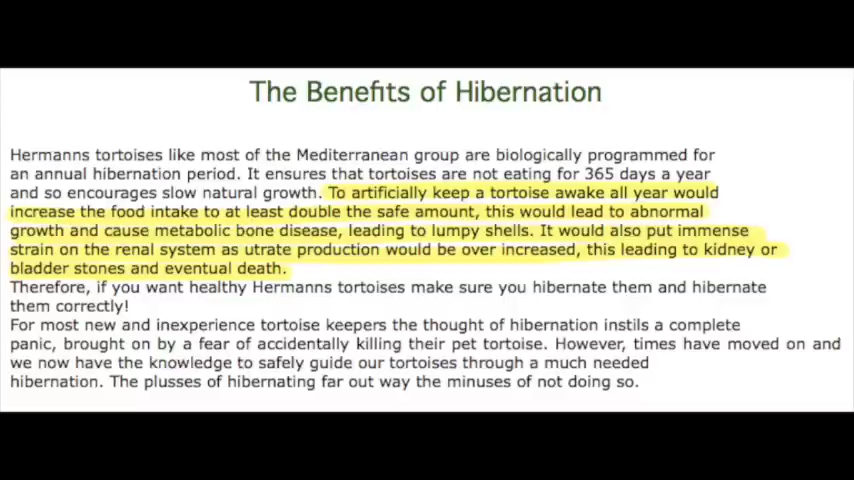 The Benefits of Hibernation
Hermanns tortoises like most of the Mediterranean group are biologically programmed for
an annual hibernation period. It ensures that tortoises are not eating for 365 days a year
and so encourages slow natural growth. To artificially keep a tortoise awake all year would
increase the food intake to at least double the safe amount, this would lead to abnormal
growth and cause metabolic bone disease, leading to lumpy shells. It would also put immense
strain on the renal system as utrate production would be over increased, this leading to kidney or
bladder stones and eventual death.
Therefore, if you want healthy Hermanns tortoises make sure you hibernate them and hibernate
them correctly!
For most new and inexperience tortoise keepers the thought of hibernation instils a complete
panic, brought on by a fear of accidentally killing their pet tortoise. However, times have moved on and
we now have the knowledge to safely guide our tortoises through a much needed
hibernation. The plusses of hibernating far out way the minuses of not doing so.